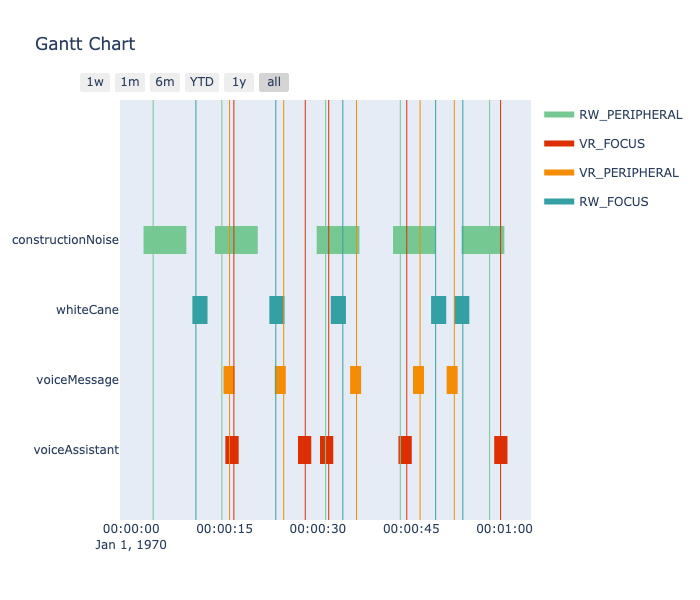 Gantt Chart
1w 1m 6m YTD 1y all
RW_PERIPHERAL
VR_FOCUS
VR_PERIPHERAL
RW_FOCUS
constructionNoise
whiteCane
voiceMessage
voiceAssistant
00:00:00 00:00:15 00:00:30 00:00:45 00:01:00
Jan 1, 1970